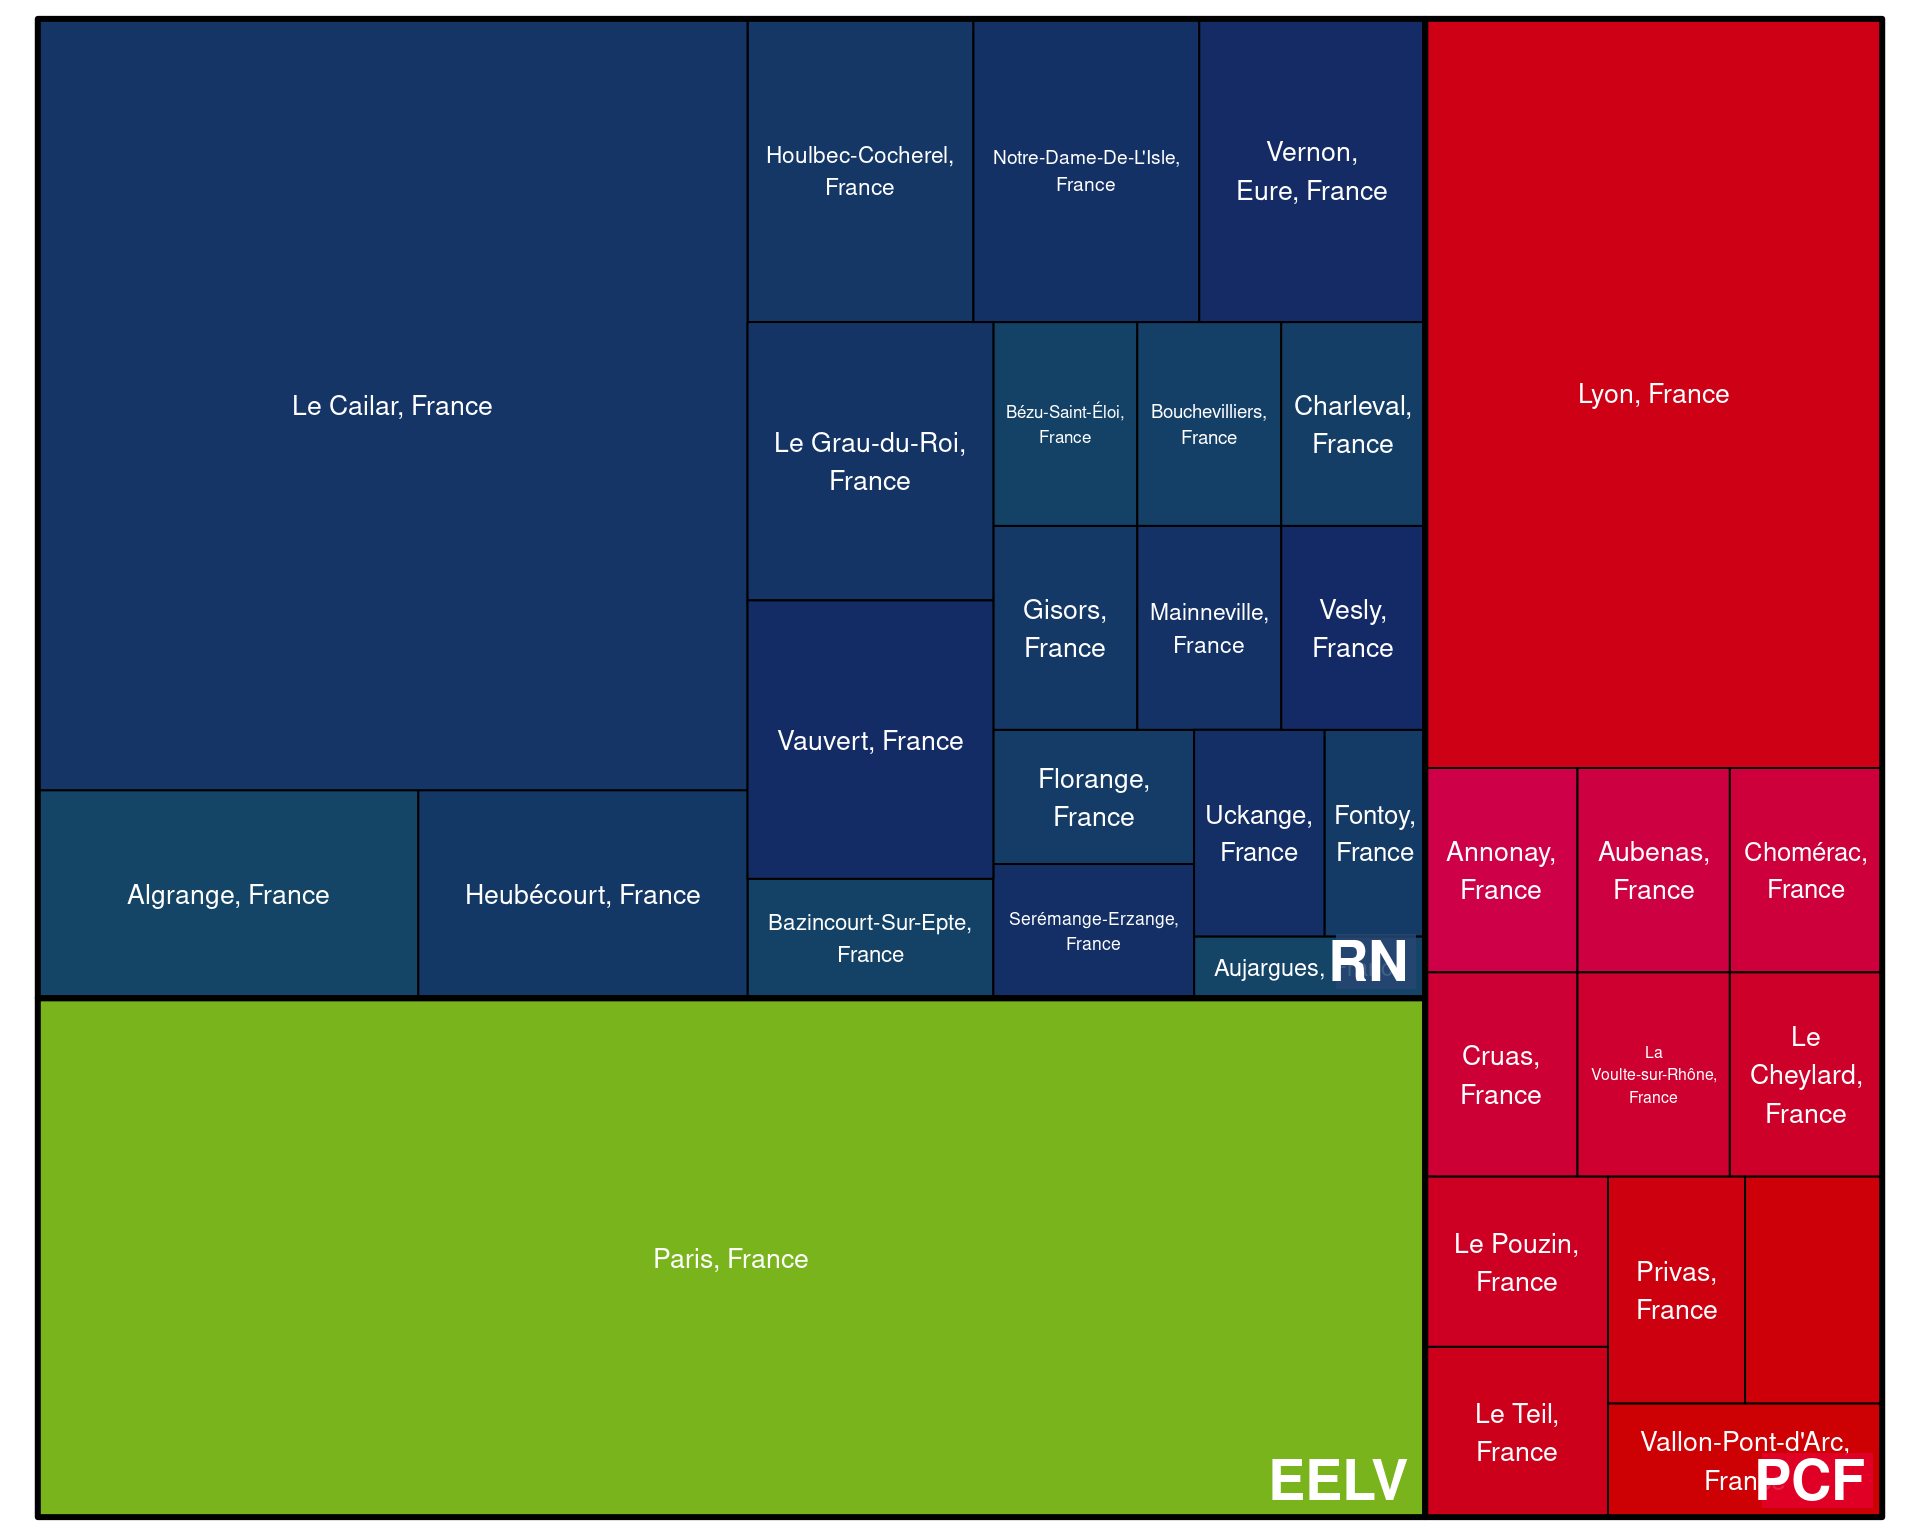 Le Cailar, France
Houlbec-Cocherel,
France
Notre-Dame-De-L'Isle,
France
Vernon,
Eure, France
Le Grau-du-Roi,
France
Bézu-Saint-Éloi,
France
Bouchevilliers,
France
Charleval,
France
Gisors,
France
Mainneville,
France
Vesly,
France
Vauvert, France
Florange,
France
Uckange,
France
Fontoy,
France
Algrange, France
Heubécourt, France
Bazincourt-Sur-Epte,
France
Serémange-Erzange,
France
Aujargues,
RN
Paris, France
EELV
Lyon, France
Annonay,
France
Aubenas,
France
Chomérac,
France
Cruas,
France
La
Voulte-sur-Rhône,
France
Le
Cheylard,
France
Le Pouzin,
France
Privas,
France
Le Teil,
France
Vallon-Pont-d'Arc,
PCF